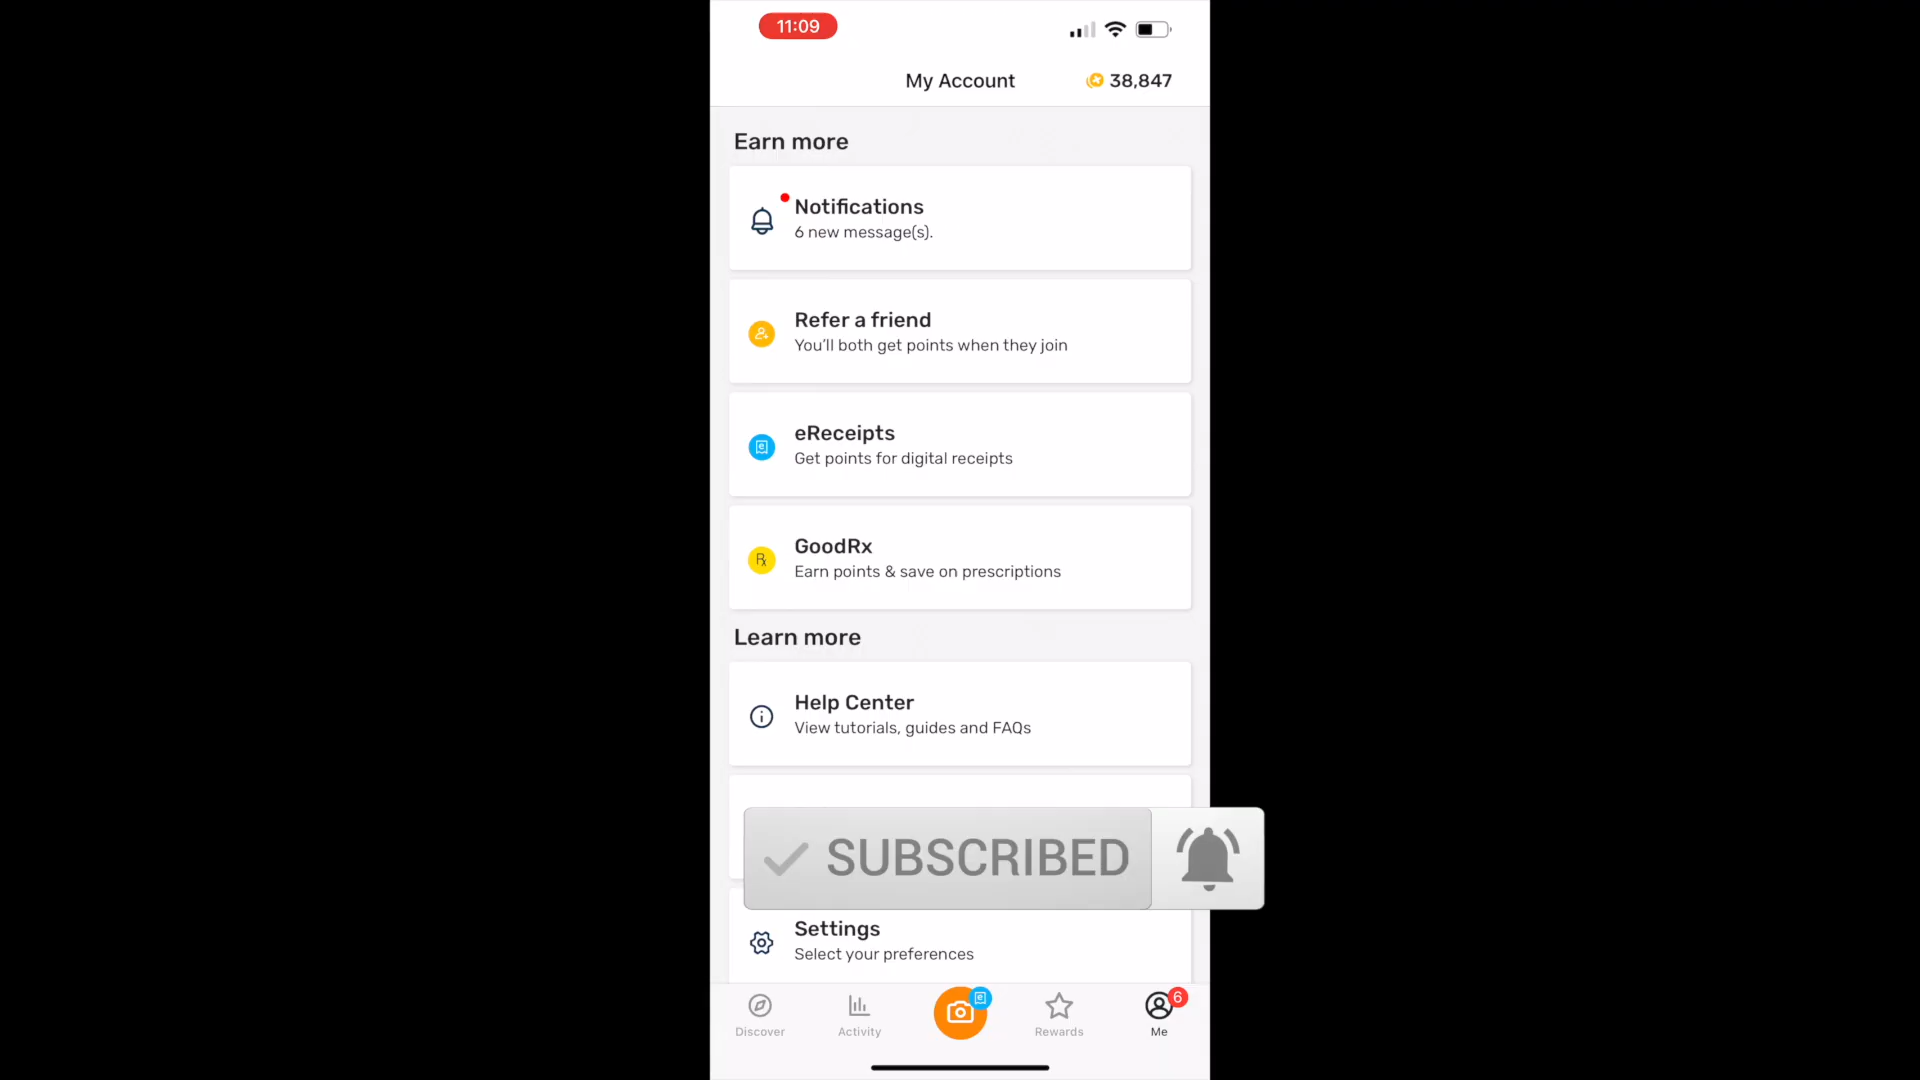 11:09
My Account
38,847
Earn more
Notifications
6 new message(s).
Refer a friend
You'll both get points when they join
eReceipts
Get points for digital receipts
GoodRx
Earn points & save on prescriptions
Learn more
Help Center
View tutorials, guides and FAQs
SUBSCRIBED
Settings
Select your preferences
6
Discover
Activity
Rewards
Me